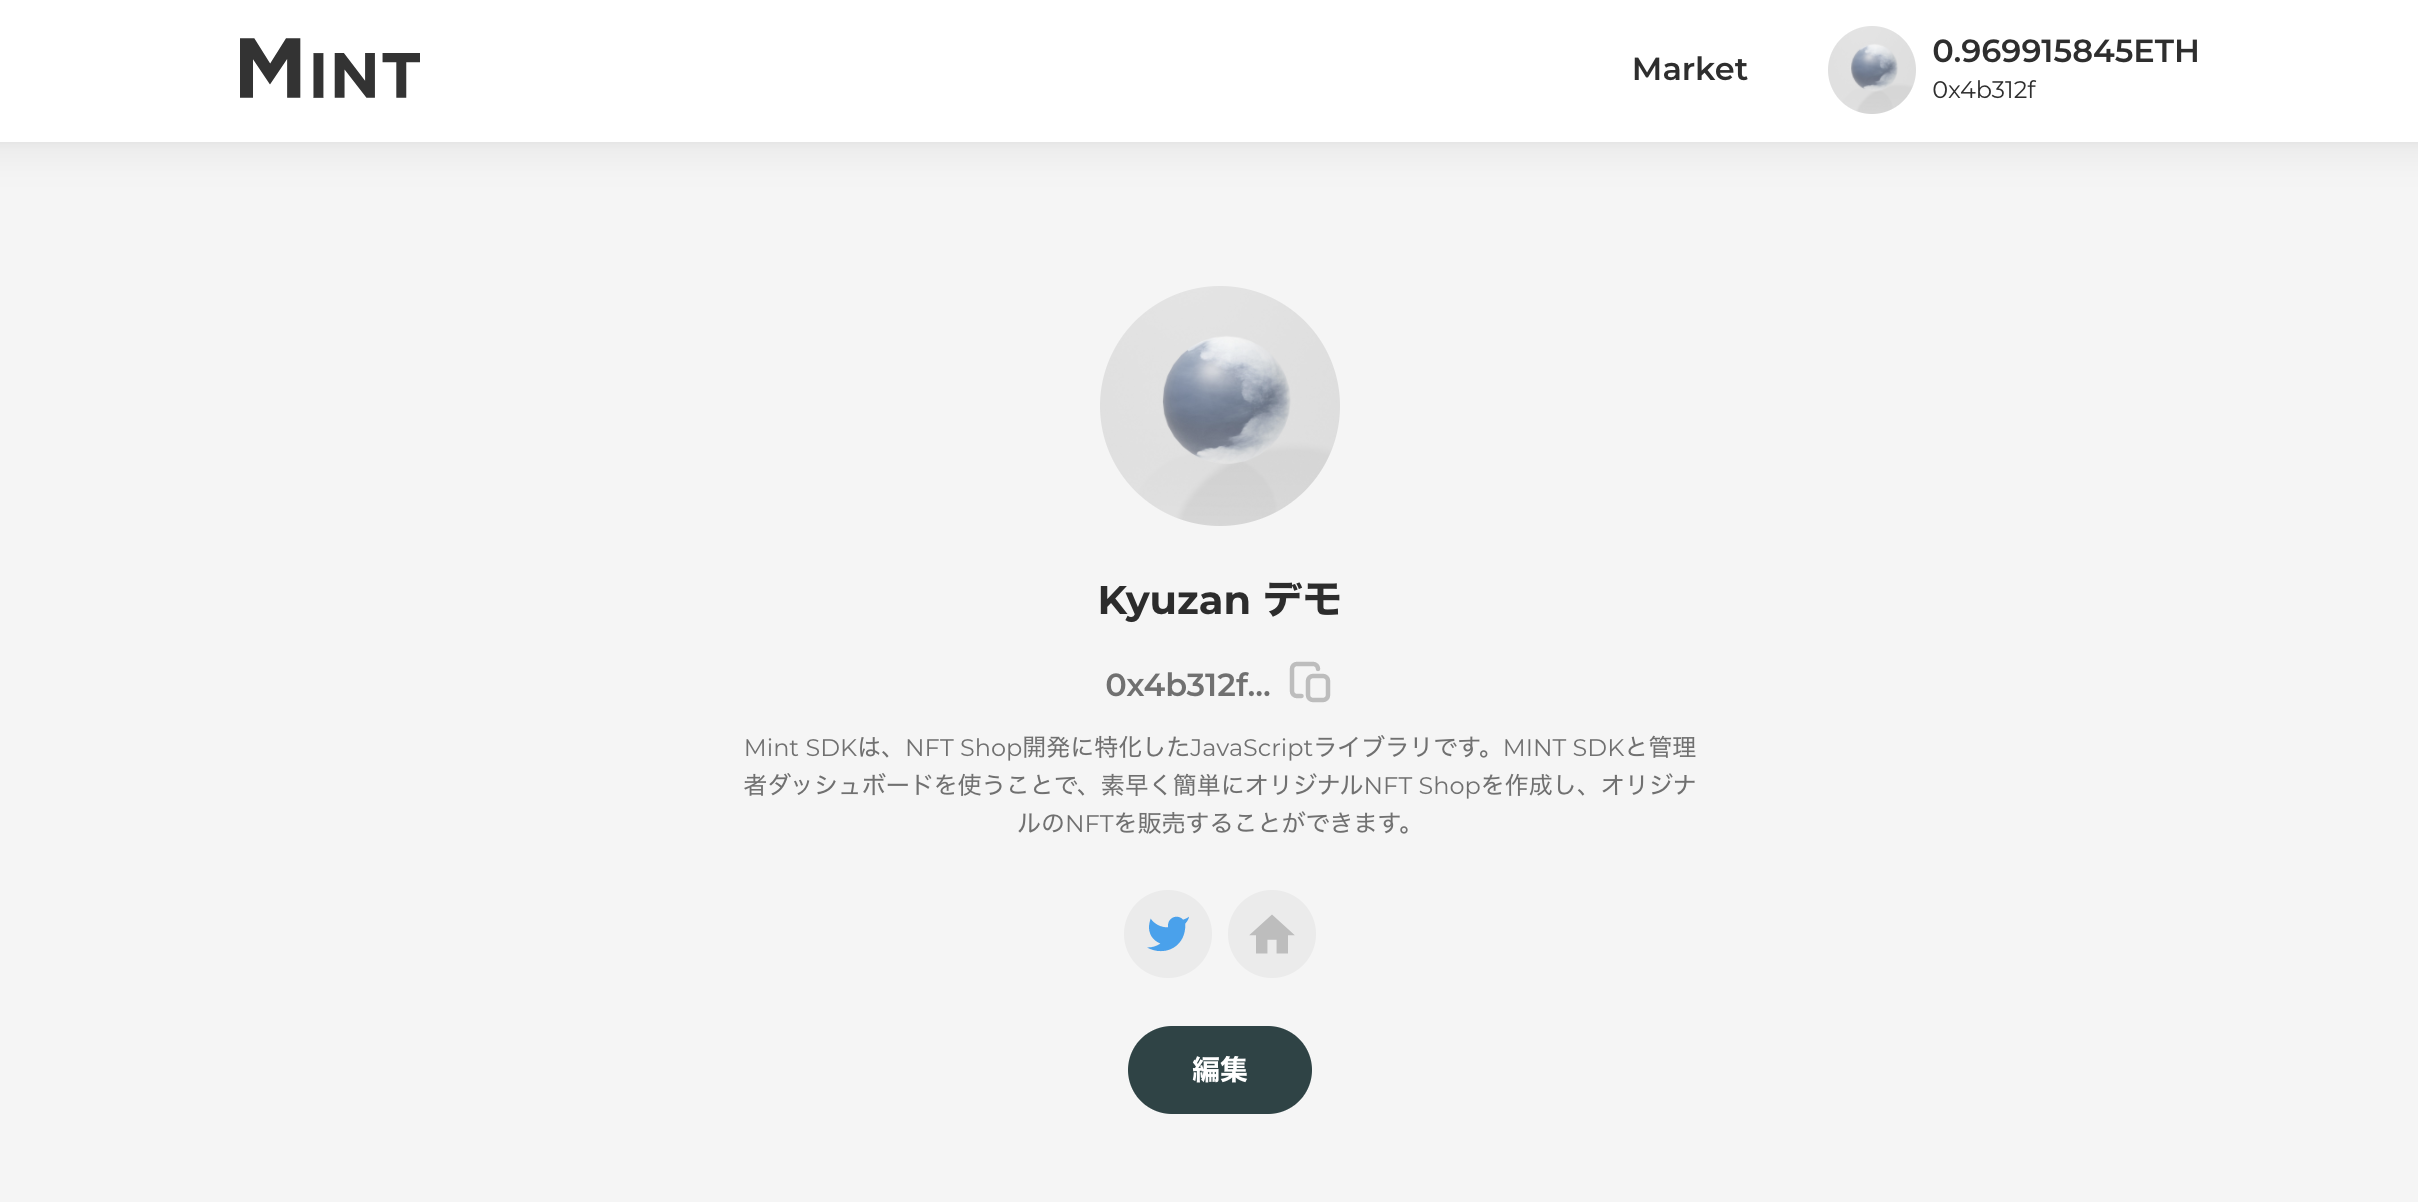 MINT
Market
0.969915845ETH
0x4b312f
Kyuzan デモ
0x4b312f...
Mint SDKは、NFT Shop開発に特化したJavaScriptライブラリです。MINT SDKと管理
者ダッシュボードを使うことで、素早く簡単にオリジナルNFT Shopを作成し、オリジナ
ルのNFTを販売することができます。
編集